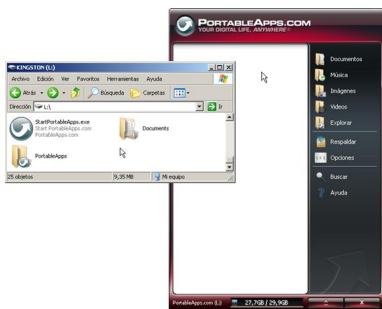 KINGSTON (L:)
Archivo Edición Ver Favoritos Herramientas Ayuda
Atrás Búsqueda Carpetas
Dirección L:\ Ir
StartPortableApps.exe
Start PortableApps.com
PortableApps.com
Documents
PortableApps
25 objetos 9,35 MB Mi equipo
PORTABLEAPPS.COM
YOUR DIGITAL LIFE, ANYWHERE
Documentos
Música
Imágenes
Videos
Explorar
Respaldar
Opciones
Buscar
Ayuda
PortableApps.com (L:) 27,7GB / 29,9GB